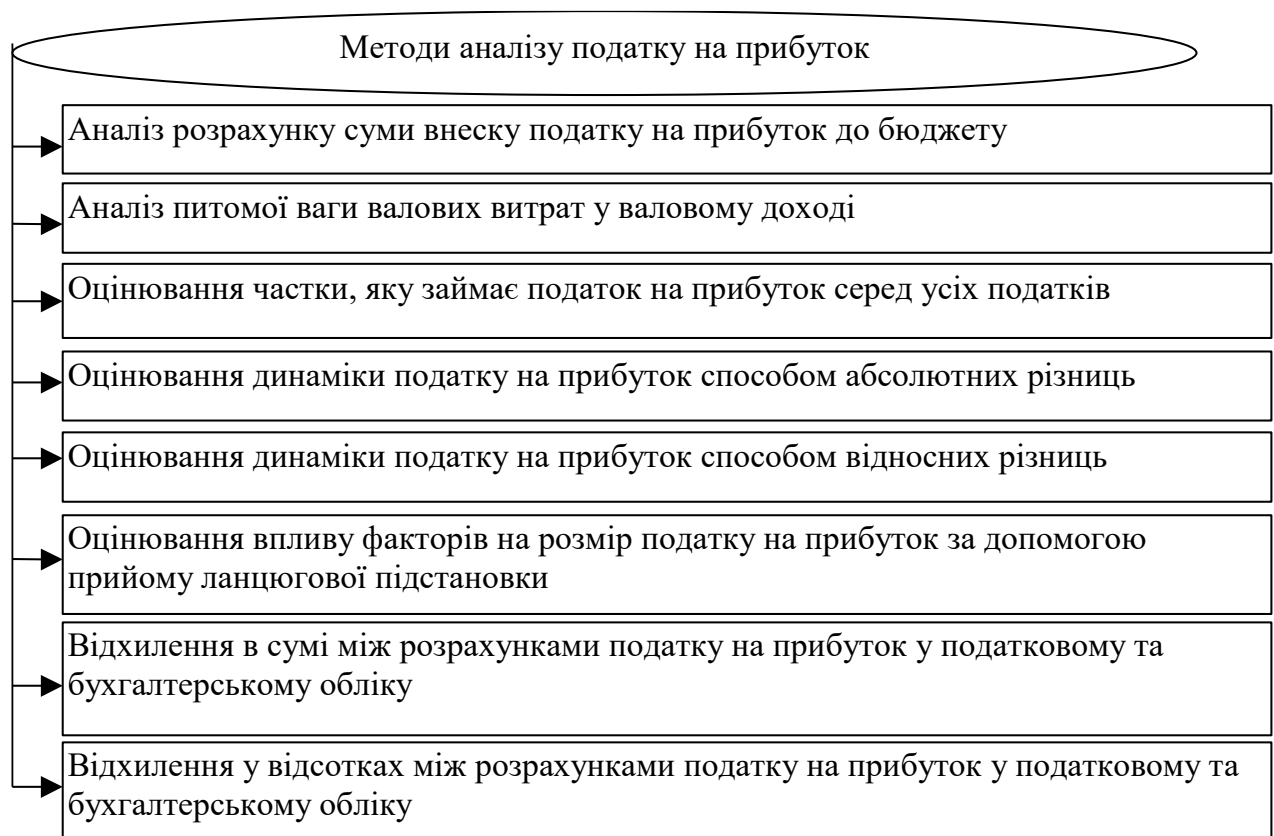 Методи аналізу податку на прибуток
Аналіз розрахунку суми внеску податку на прибуток до бюджету
Аналіз питомої ваги валових витрат у валовому доході
Оцінювання частки, яку займає податок на прибуток серед усіх податків
Оцінювання динаміки податку на прибуток способом абсолютних різниць
Оцінювання динаміки податку на прибуток способом відносних різниць
Оцінювання впливу факторів на розмір податку на прибуток за допомогою
прийому ланцюгової підстановки
Відхилення в сумі між розрахунками податку на прибуток у податковому та
бухгалтерському обліку
Відхилення у відсотках між розрахунками податку на прибуток у податковому та
бухгалтерському обліку